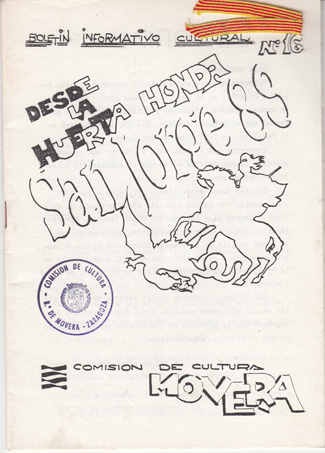 BOLETIN INFORMATIVO CULTURAL
Nº 16
DESDE
LA
HUERTA HONDA
San Jorge 89
COMISION DE CULTURA
Bº DE MOVERA - ZARAGOZA
COMISION DE CULTURA
MOVERA